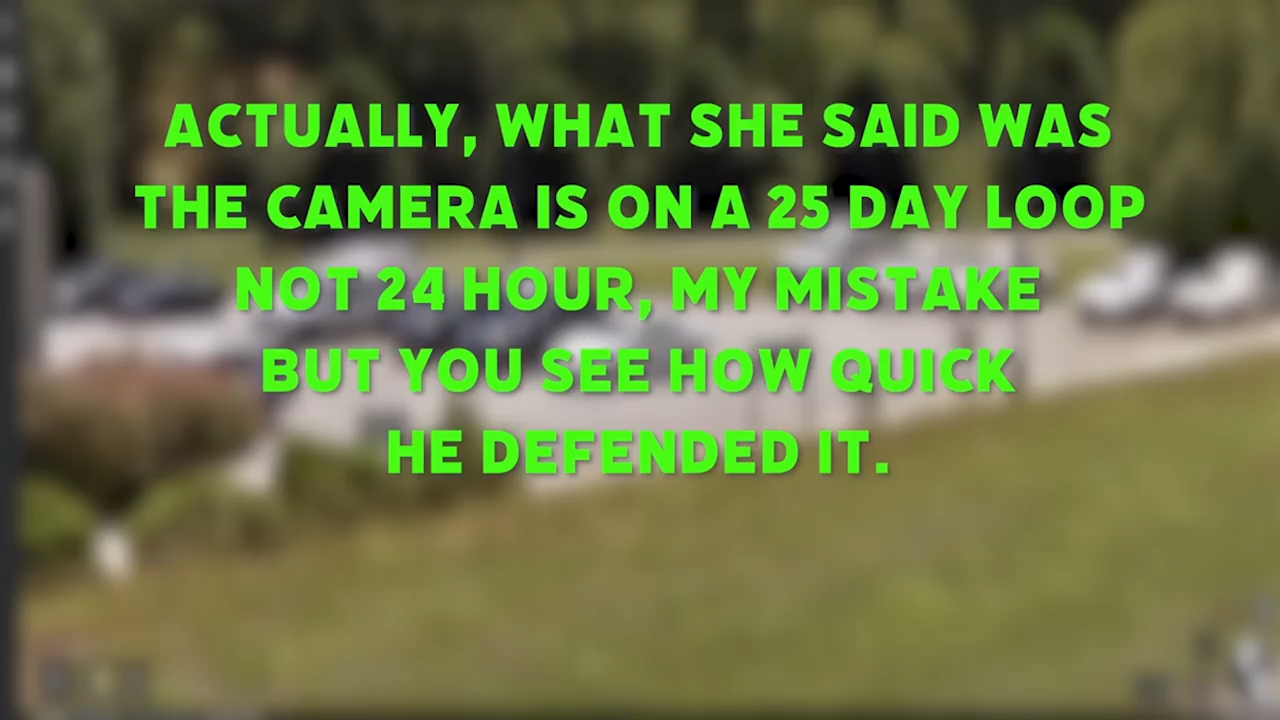 ACTUALLY, WHAT SHE SAID WAS
THE CAMERA IS ON A 25 DAY LOOP
NOT 24 HOUR, MY MISTAKE
BUT YOU SEE HOW QUICK
HE DEFENDED IT.